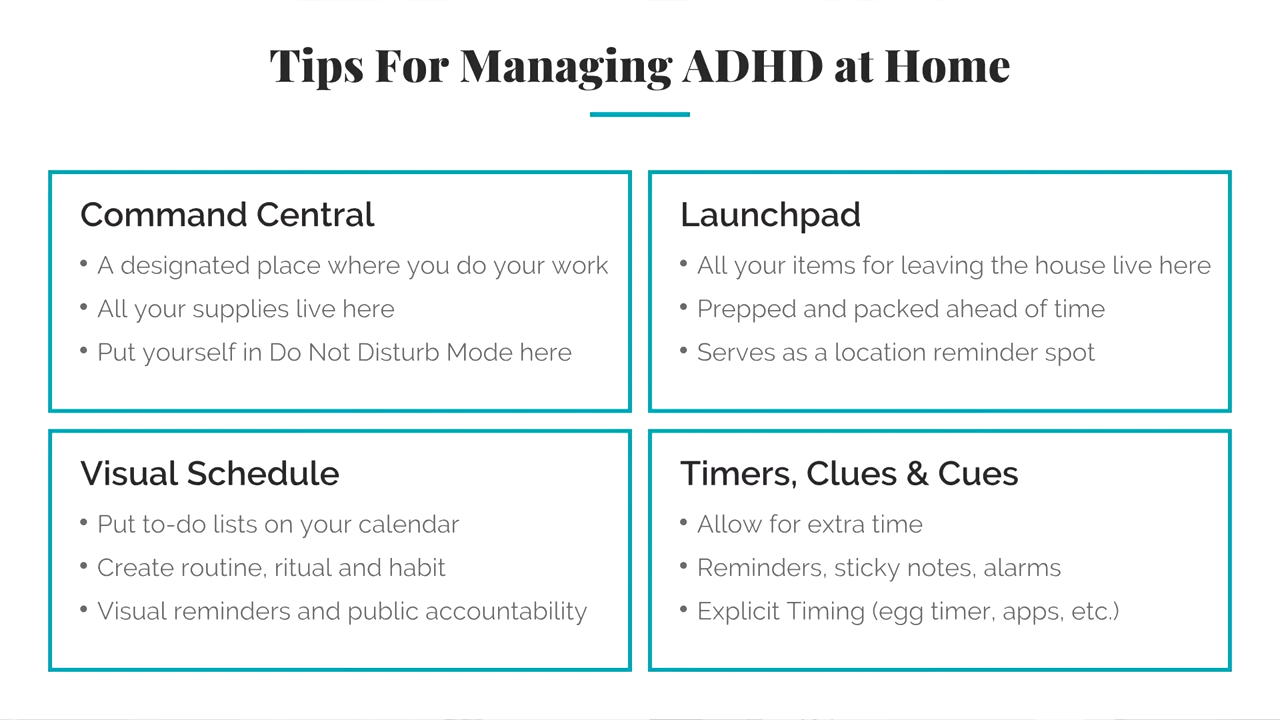 Tips For Managing ADHD at Home
Command Central
• A designated place where you do your work
• All your supplies live here
• Put yourself in Do Not Disturb Mode here
Launchpad
• All your items for leaving the house live here
• Prepped and packed ahead of time
• Serves as a location reminder spot
Visual Schedule
• Put to-do lists on your calendar
• Create routine, ritual and habit
• Visual reminders and public accountability
Timers, Clues & Cues
• Allow for extra time
• Reminders, sticky notes, alarms
• Explicit Timing (egg timer, apps, etc.)